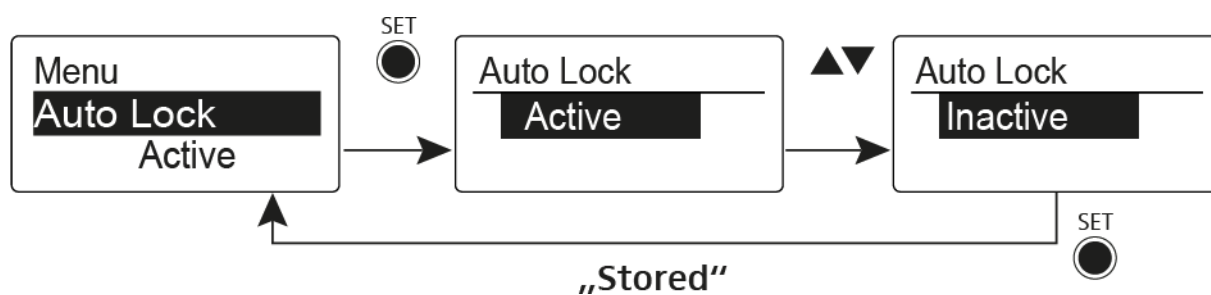 Menu
Auto Lock
Active
SET
Auto Lock
Active
▲▼
Auto Lock
Inactive
SET
„Stored“